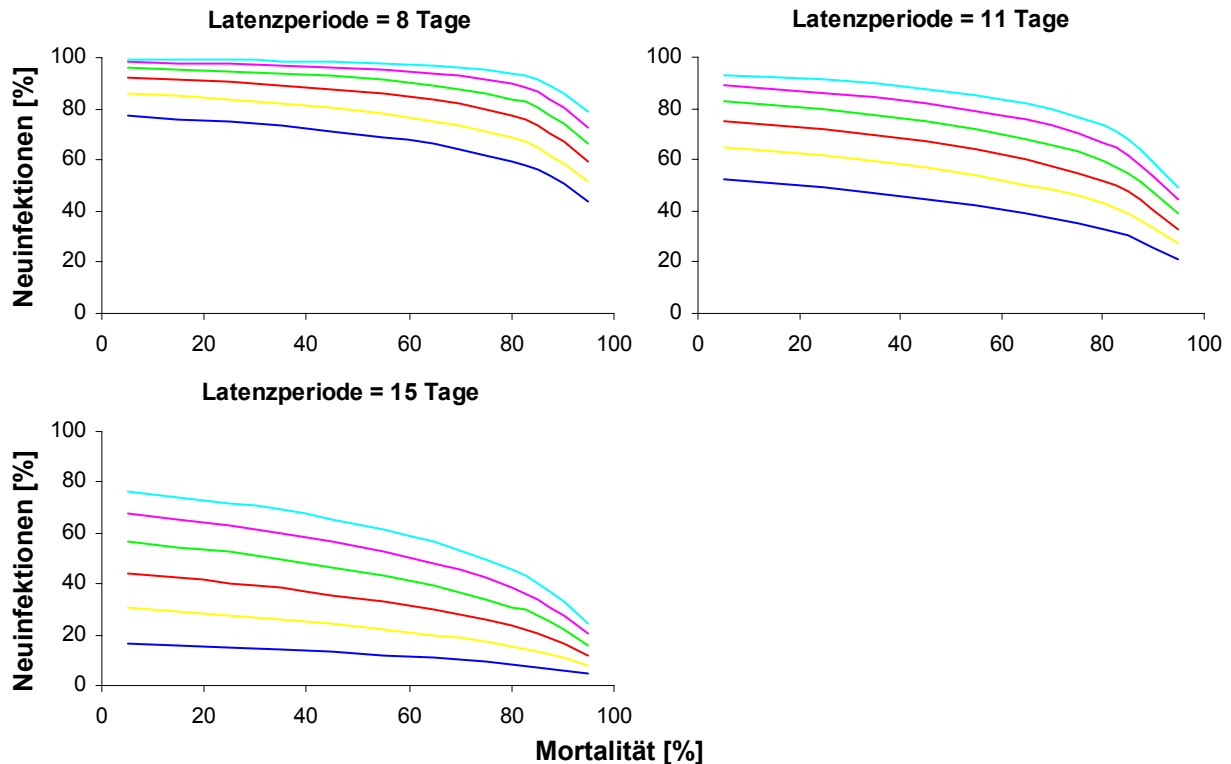 Latenzperiode = 8 Tage
Neuinfektionen [%]
100
80
60
40
20
0
0 20 40 60 80 100
Latenzperiode = 11 Tage
100
80
60
40
20
0
0 20 40 60 80 100
Latenzperiode = 15 Tage
Neuinfektionen [%]
100
80
60
40
20
0
0 20 40 60 80 100
Mortalität [%]